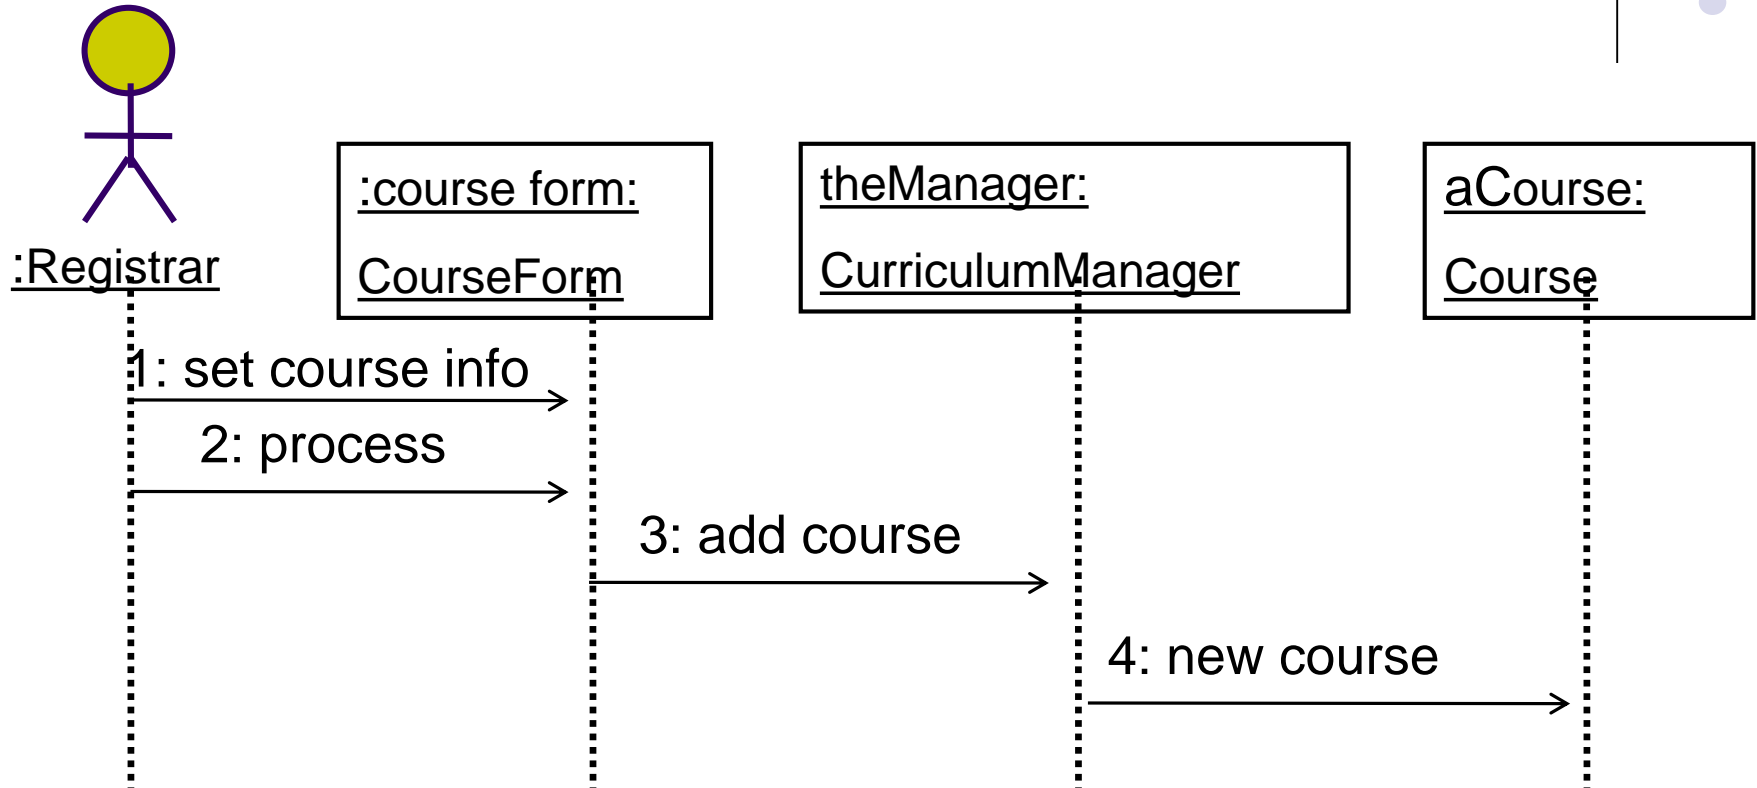 :Registrar
:course form:
CourseForm
theManager:
CurriculumManager
aCourse:
Course
1: set course info
2: process
3: add course
4: new course